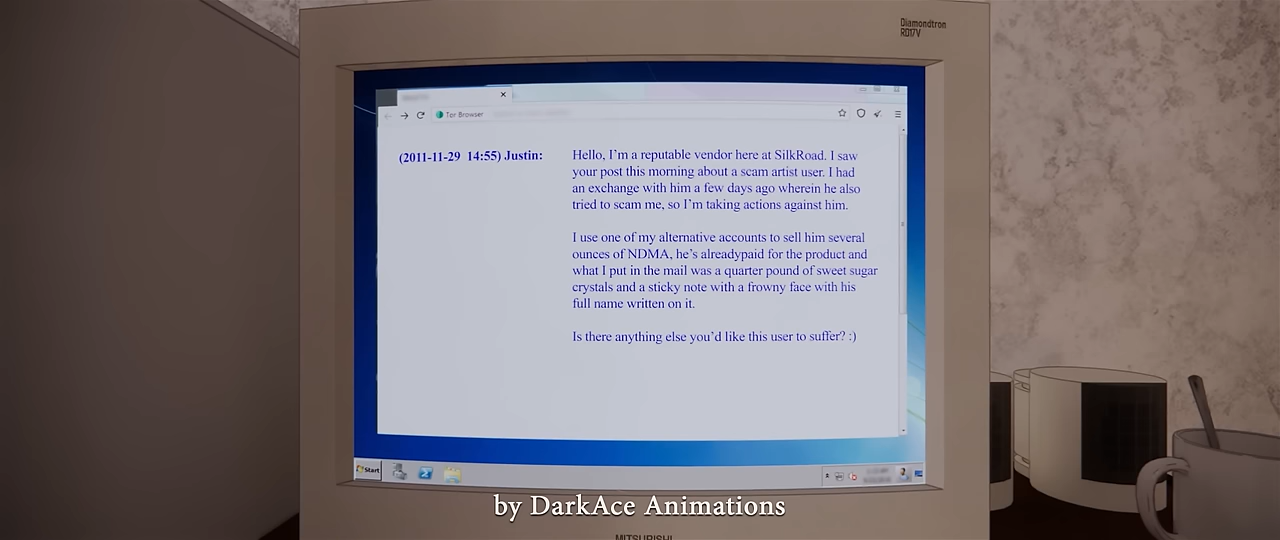 Diamondtron
RD17V
Tor Browser
(2011-11-29 14:55) Justin:
Hello, I'm a reputable vendor here at SilkRoad. I saw
your post this morning about a scam artist user. I had
an exchange with him a few days ago wherein he also
tried to scam me, so I'm taking actions against him.
I use one of my alternative accounts to sell him several
ounces of NDMA, he's alreadypaid for the product and
what I put in the mail was a quarter pound of sweet sugar
crystals and a sticky note with a frowny face with his
full name written on it.
Is there anything else you'd like this user to suffer? :)
Start
by DarkAce Animations
MITSUBISHI